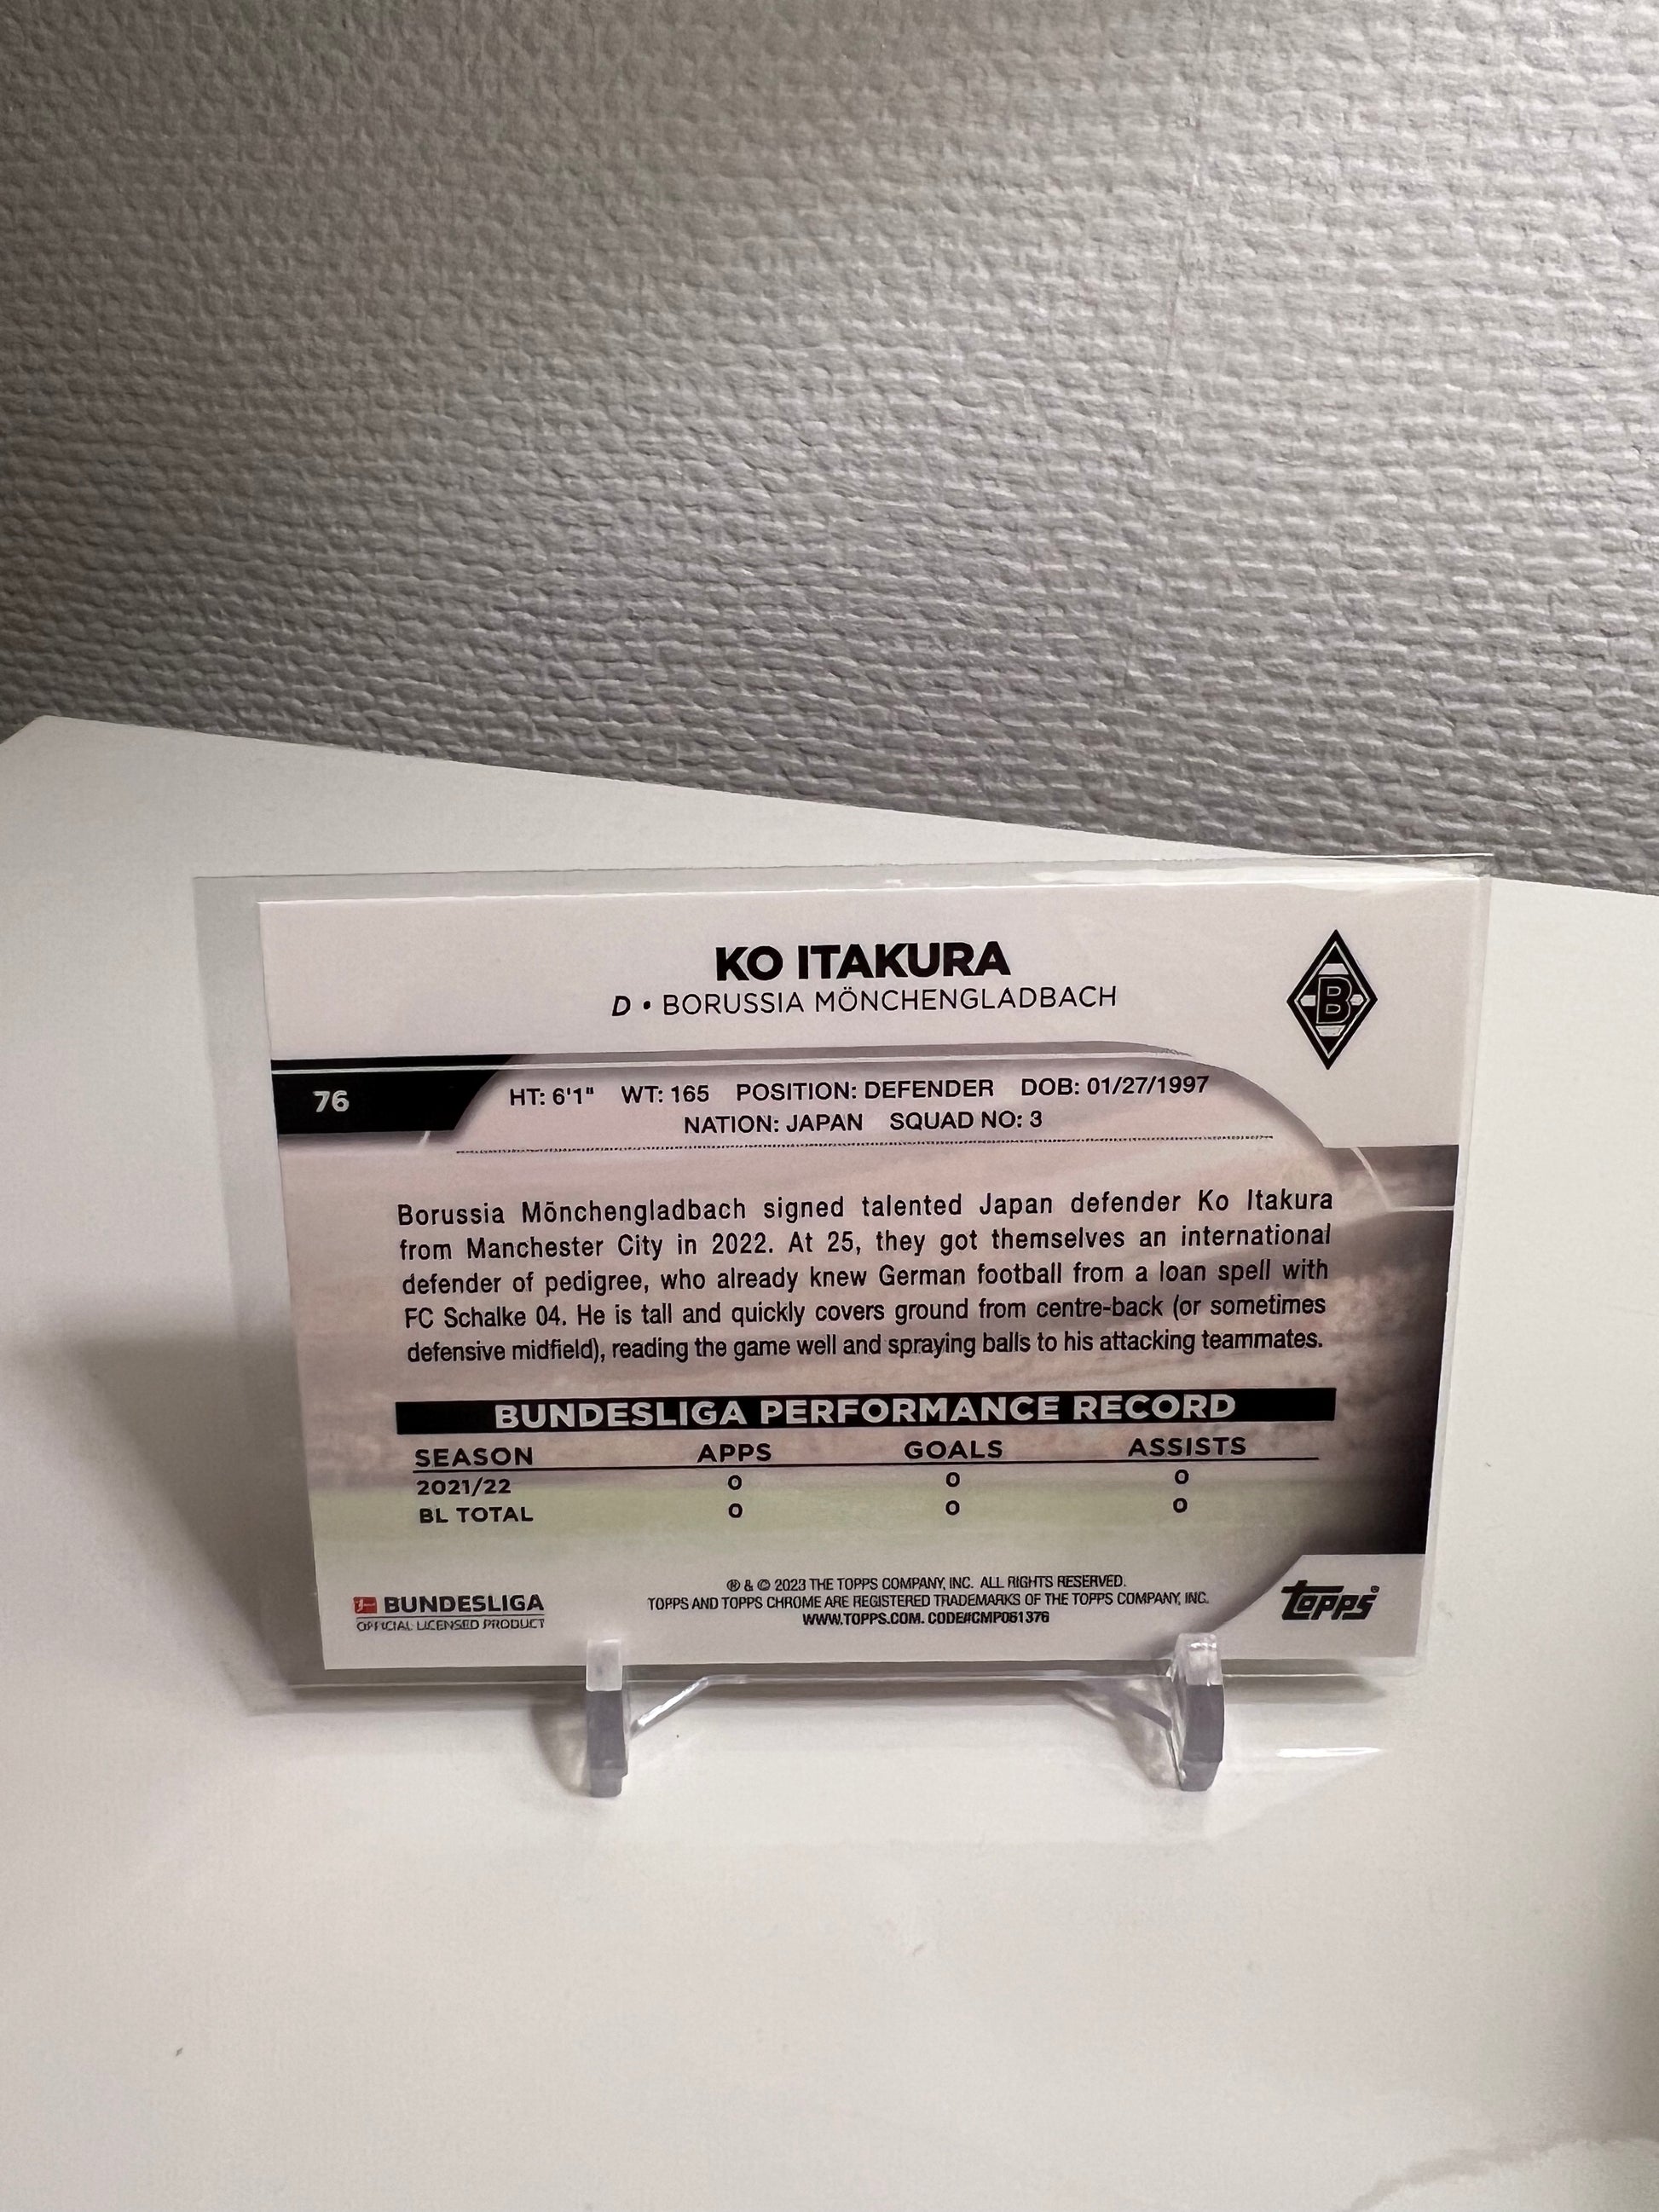 KO ITAKURA
D • BORUSSIA MÖNCHENGLADBACH
B
76
HT: 6'1" WT: 165 POSITION: DEFENDER DOB: 01/27/1997
NATION: JAPAN SQUAD NO: 3
Borussia Mönchengladbach signed talented Japan defender Ko Itakura
from Manchester City in 2022. At 25, they got themselves an international
defender of pedigree, who already knew German football from a loan spell with
FC Schalke 04. He is tall and quickly covers ground from centre-back (or sometimes
defensive midfield), reading the game well and spraying balls to his attacking teammates.
BUNDESLIGA PERFORMANCE RECORD
SEASON APPS GOALS ASSISTS
2021/22 0 0 0
BL TOTAL 0 0 0
BUNDESLIGA
OFFICIAL LICENSED PRODUCT
® & © 2023 THE TOPPS COMPANY, INC. ALL RIGHTS RESERVED.
TOPPS AND TOPPS CHROME ARE REGISTERED TRADEMARKS OF THE TOPPS COMPANY, INC.
WWW.TOPPS.COM. CODE#CMP061376
topps®